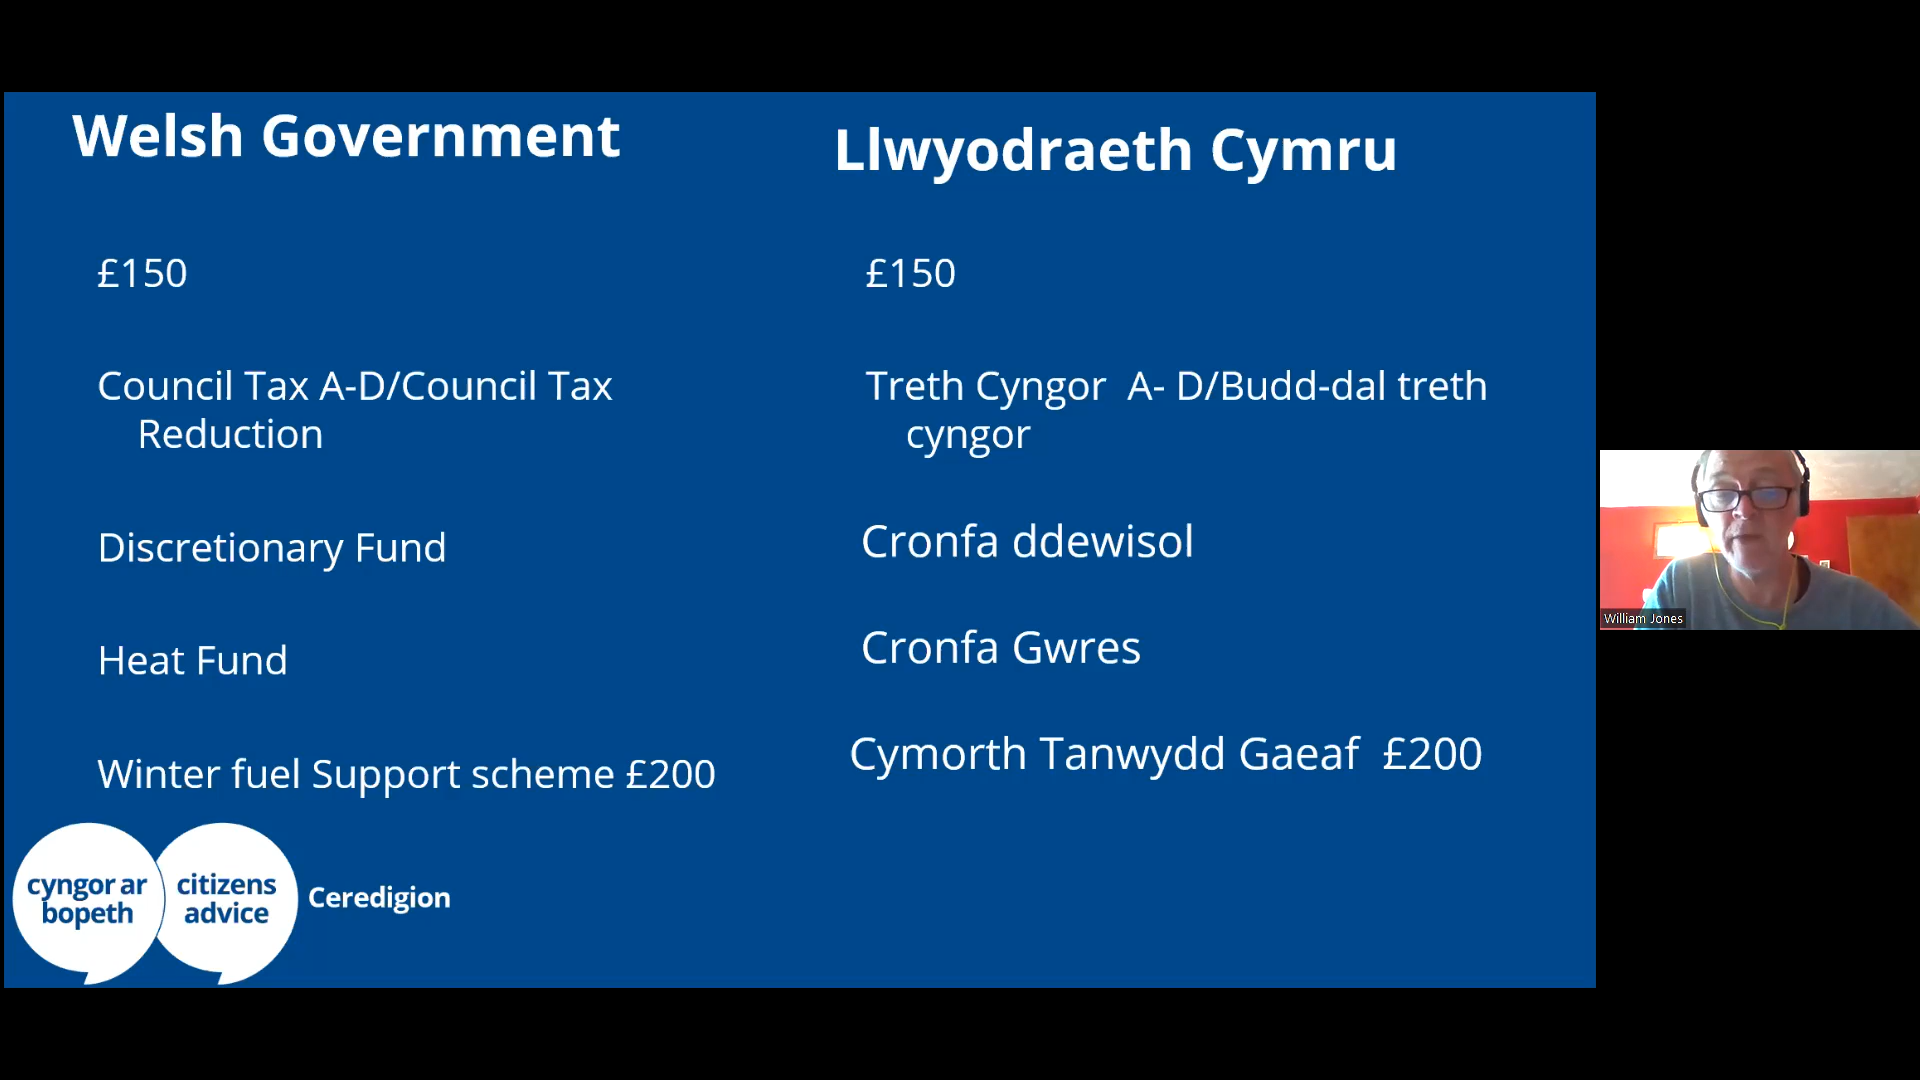 Welsh Government
£150
Council Tax A-D/Council Tax
Reduction
Discretionary Fund
Heat Fund
Winter fuel Support scheme £200
Llwyodraeth Cymru
£150
Treth Cyngor  A- D/Budd-dal treth
cyngor
Cronfa ddewisol
Cronfa Gwres
Cymorth Tanwydd Gaeaf  £200
cyngor ar
bopeth
citizens
advice
Ceredigion
William Jones